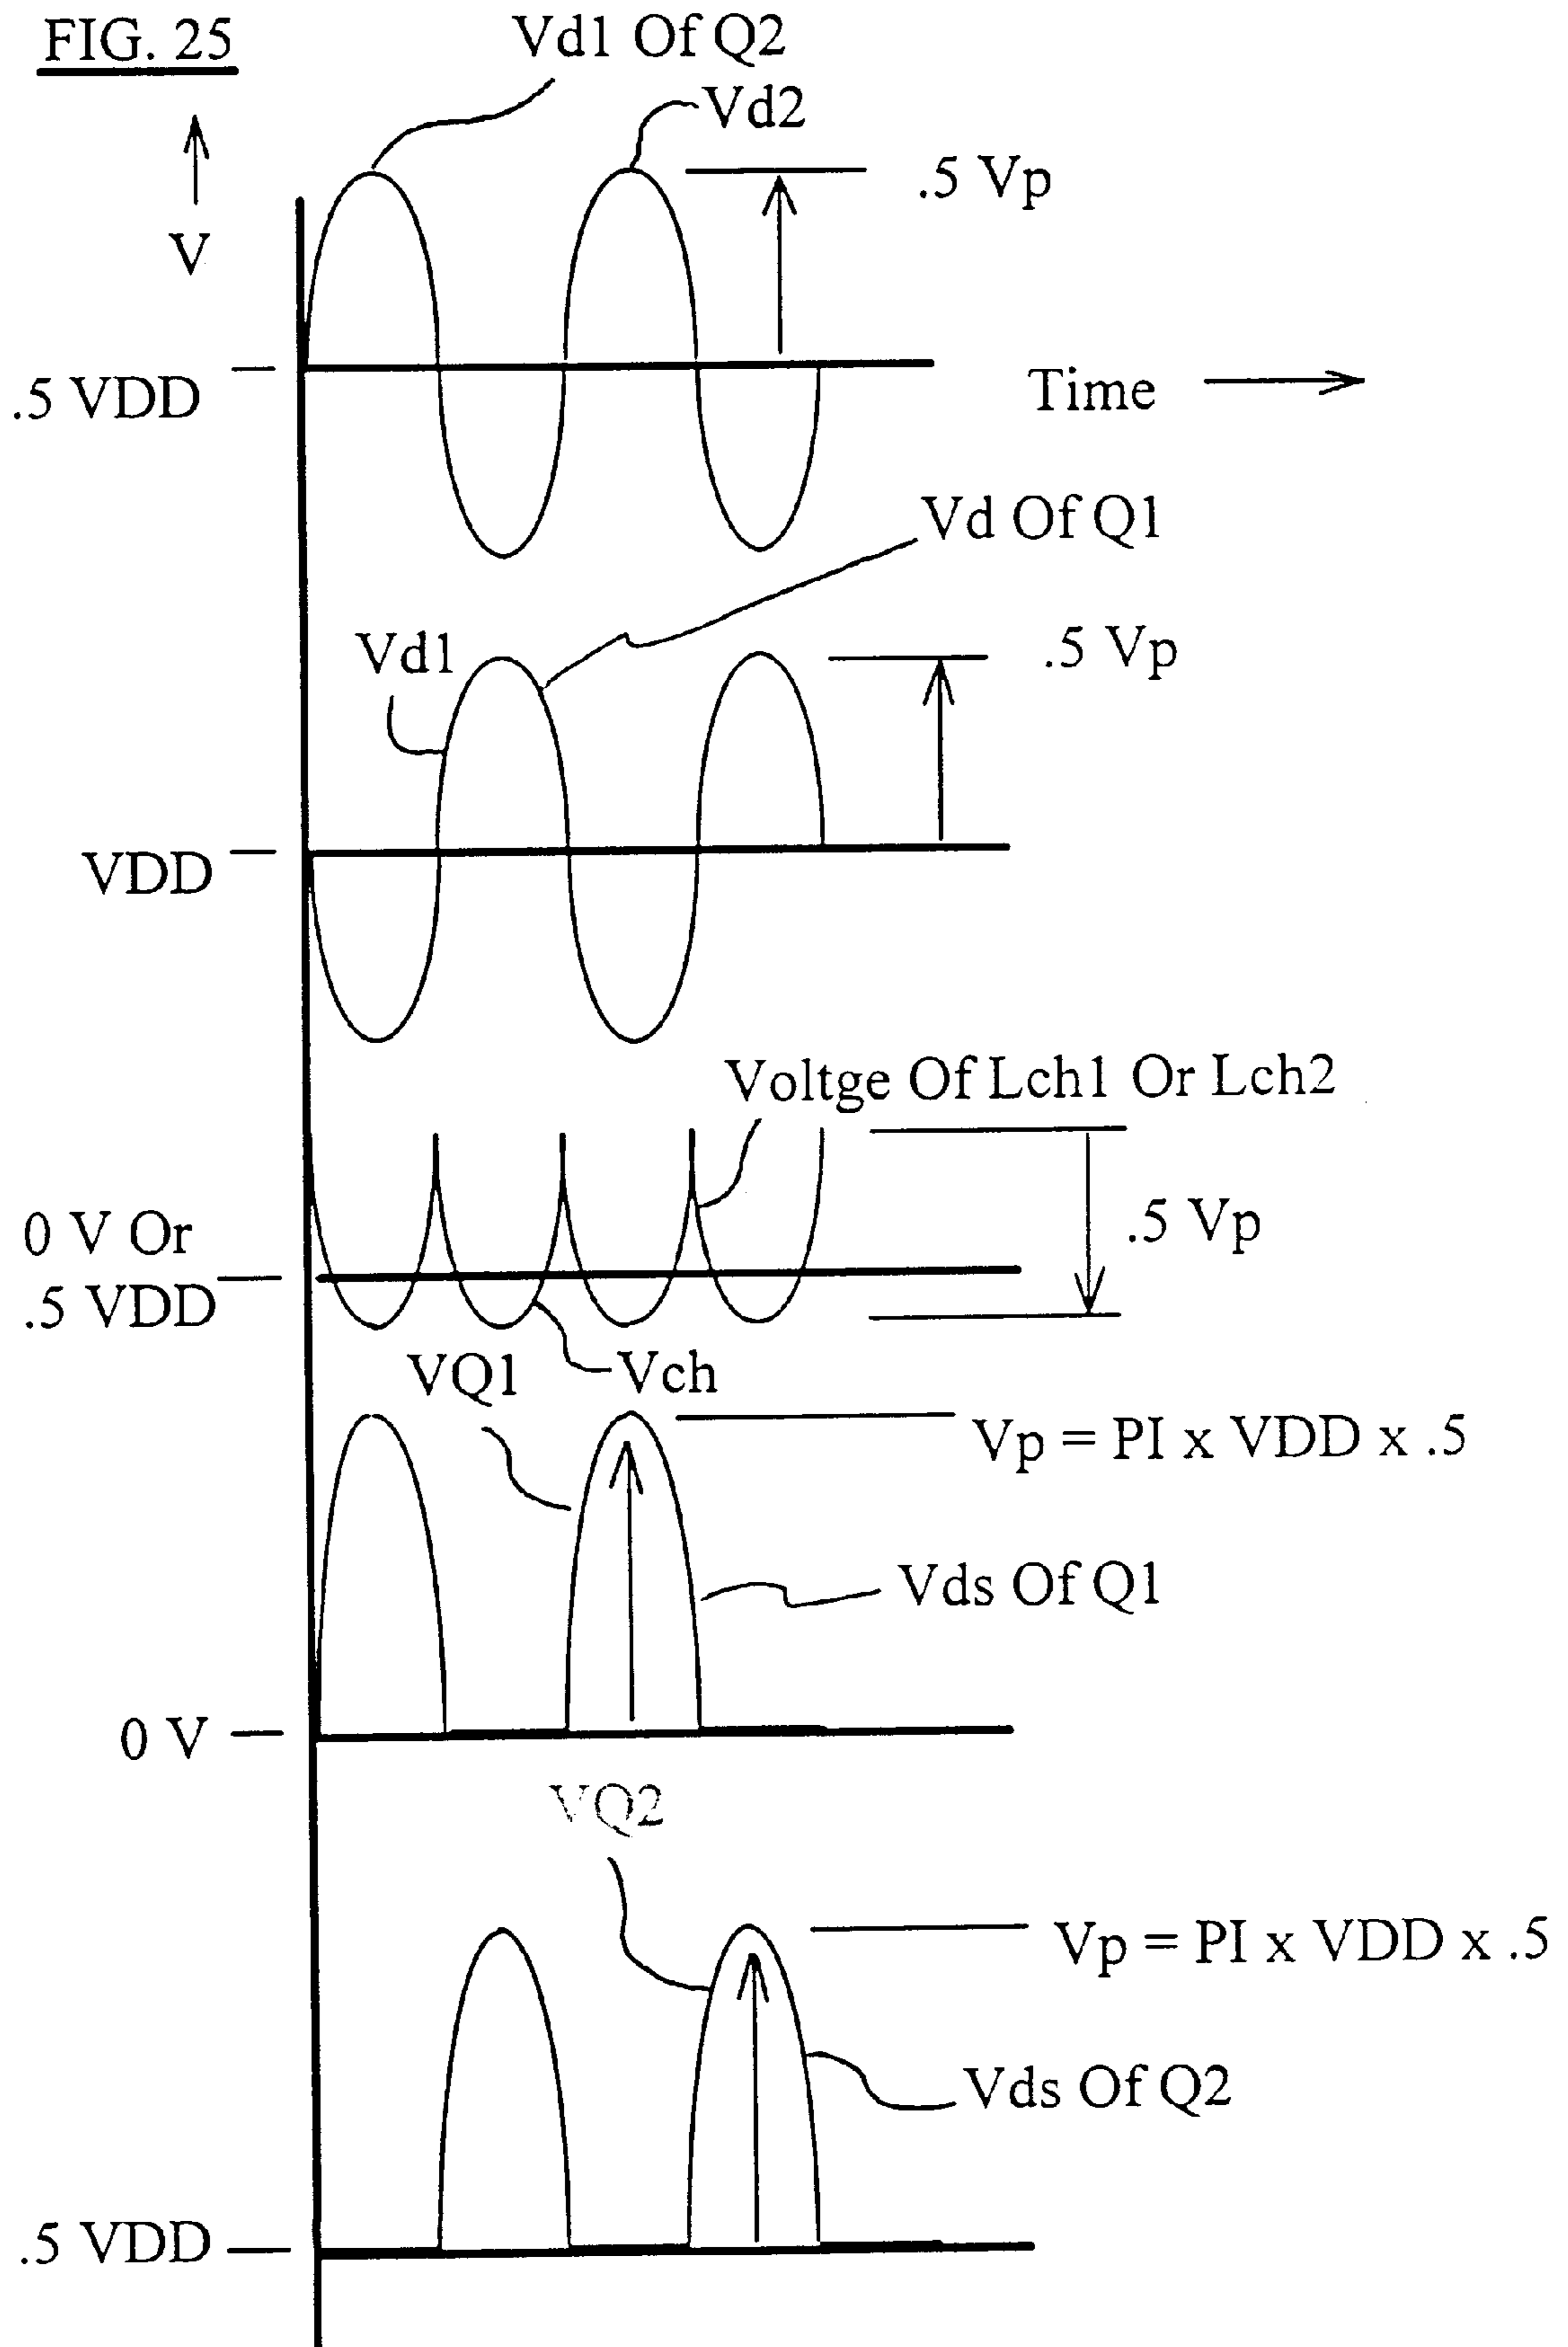 FIG. 25
Vd1 Of Q2
Vd2
.5 Vp
V
.5 VDD
Time
Vd Of Q1
Vd1
.5 Vp
VDD
Voltge Of Lch1 Or Lch2
0 V Or
.5 VDD
.5 Vp
VQ1
Vch
Vp = PI x VDD x .5
Vds Of Q1
0 V
VQ2
Vp = PI x VDD x .5
Vds Of Q2
.5 VDD